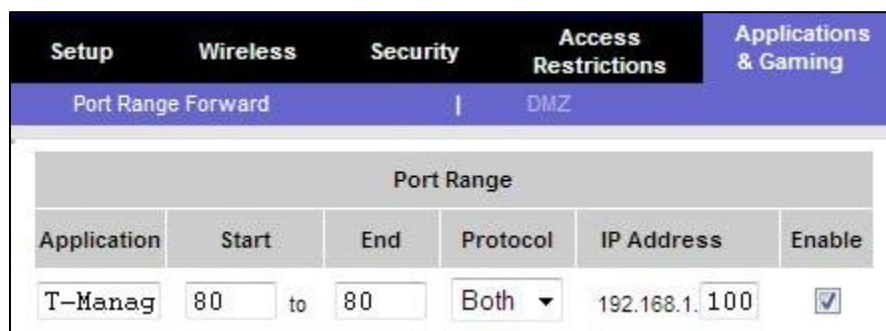 Setup Wireless Security Access Restrictions Applications & Gaming
Port Range Forward | DMZ
Port Range
Application Start End Protocol IP Address Enable
T-Manag 80 to 80 Both 192.168.1. 100